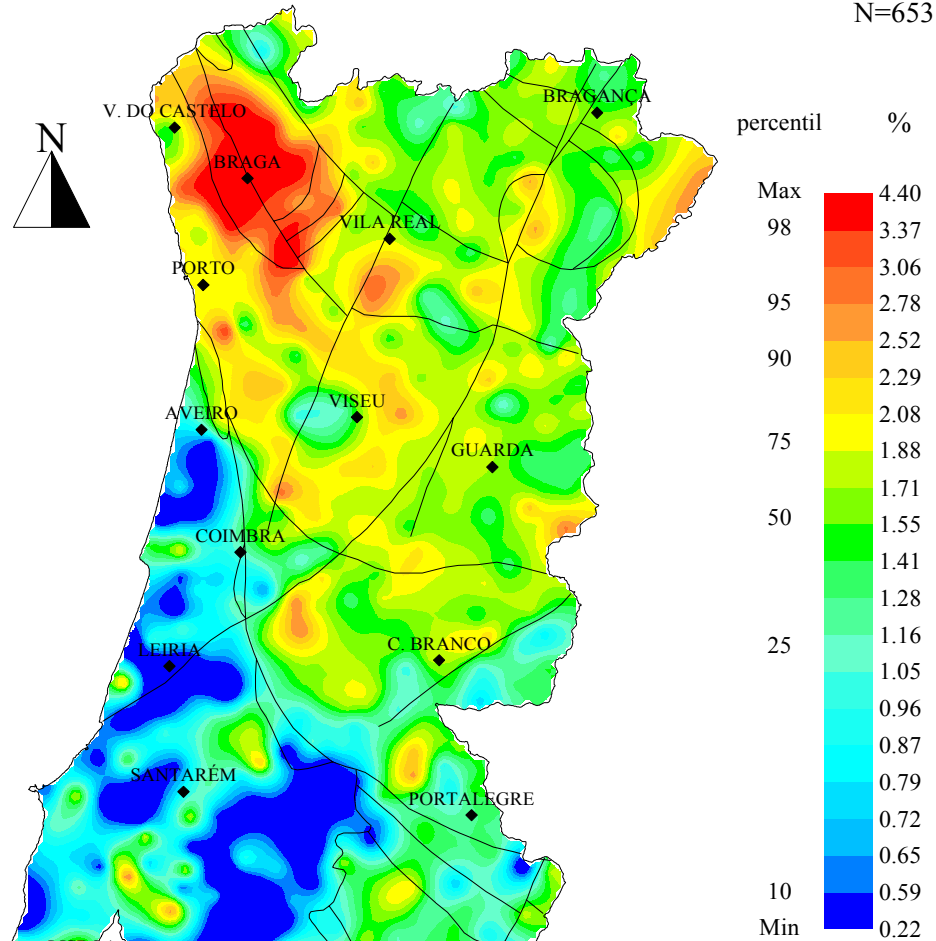 N=653
N
V. DO CASTELO
BRAGANÇA
BRAGA
VILA REAL
PORTO
AVEIRO
VISEU
GUARDA
COIMBRA
LEIRIA
C. BRANCO
SANTARÉM
PORTALEGRE
percentil %
Max 4.40
98 3.37
3.06
95 2.78
2.52
90 2.29
2.08
75 1.88
1.71
50 1.55
1.41
1.28
25 1.16
1.05
0.96
0.87
0.79
0.72
0.65
10 0.59
Min 0.22